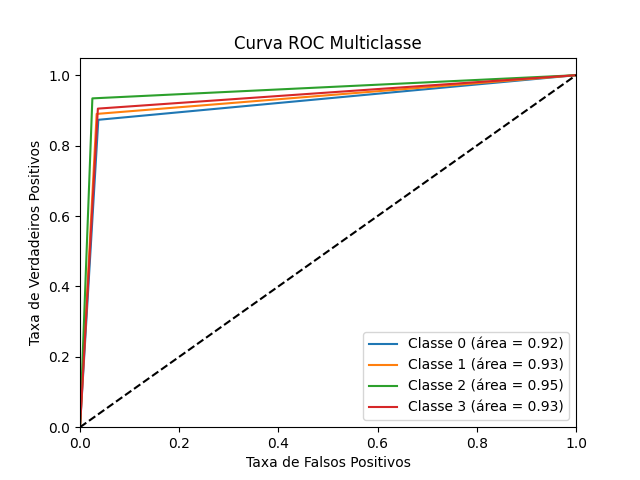 Curva ROC Multiclasse
1.0
0.8
0.6
0.4
0.2
0.0
Taxa de Verdadeiros Positivos
Classe 0 (área = 0.92)
Classe 1 (área = 0.93)
Classe 2 (área = 0.95)
Classe 3 (área = 0.93)
0.0 0.2 0.4 0.6 0.8 1.0
Taxa de Falsos Positivos